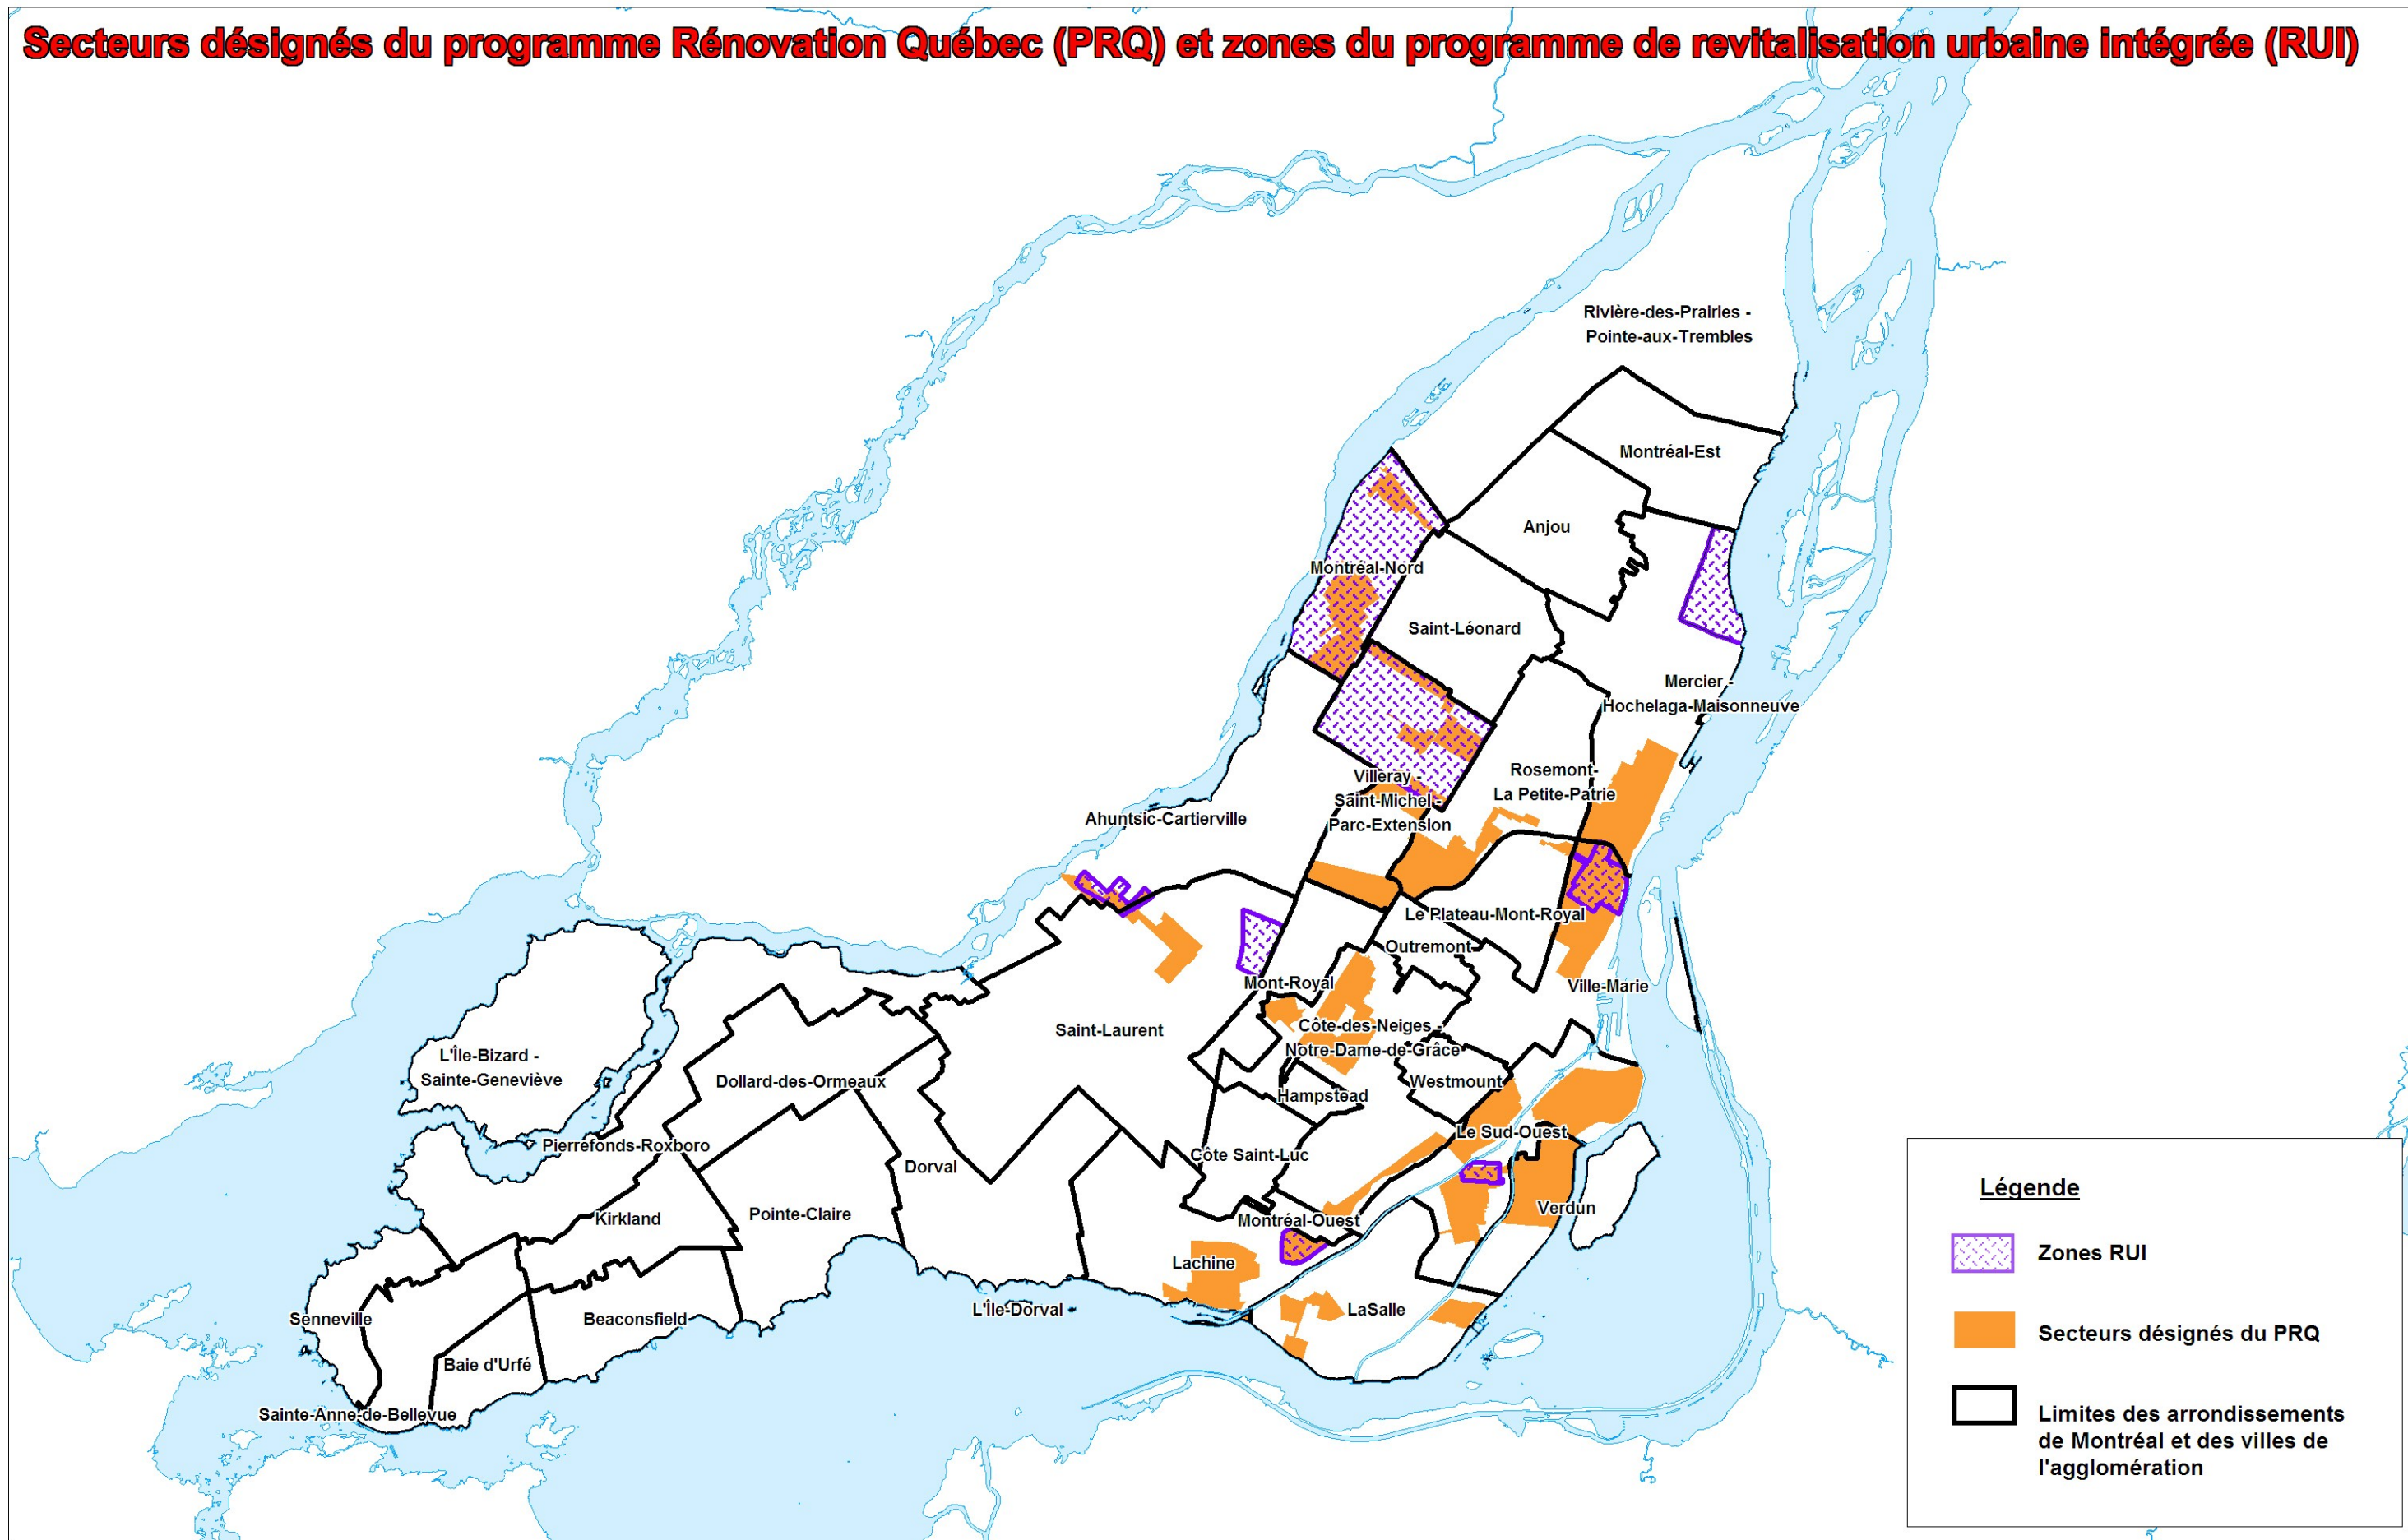 Secteurs désignés du programme Rénovation Québec (PRQ) et zones du programme de revitalisation urbaine intégrée (RUI)
Rivière-des-Prairies -
Pointe-aux-Trembles
Montréal-Est
Anjou
Montréal-Nord
Saint-Léonard
Mercier -
Hochelaga-Maisonneuve
Villeray -
Saint-Michel -
Parc-Extension
Rosemont-
La Petite-Patrie
Ahuntsic-Cartierville
Le Plateau-Mont-Royal
Outremont
Mont-Royal
Ville-Marie
Saint-Laurent
Côte-des-Neiges -
Notre-Dame-de-Grâce
L'Île-Bizard -
Sainte-Geneviève
Dollard-des-Ormeaux
Westmount
Hampstead
Le Sud-Ouest
Pierrefonds-Roxboro
Côte Saint-Luc
Dorval
Verdun
Pointe-Claire
Kirkland
Montréal-Ouest
Lachine
L'Île-Dorval
LaSalle
Senneville
Beaconsfield
Baie d'Urfé
Sainte-Anne-de-Bellevue
Légende
Zones RUI
Secteurs désignés du PRQ
Limites des arrondissements
de Montréal et des villes de
l'agglomération